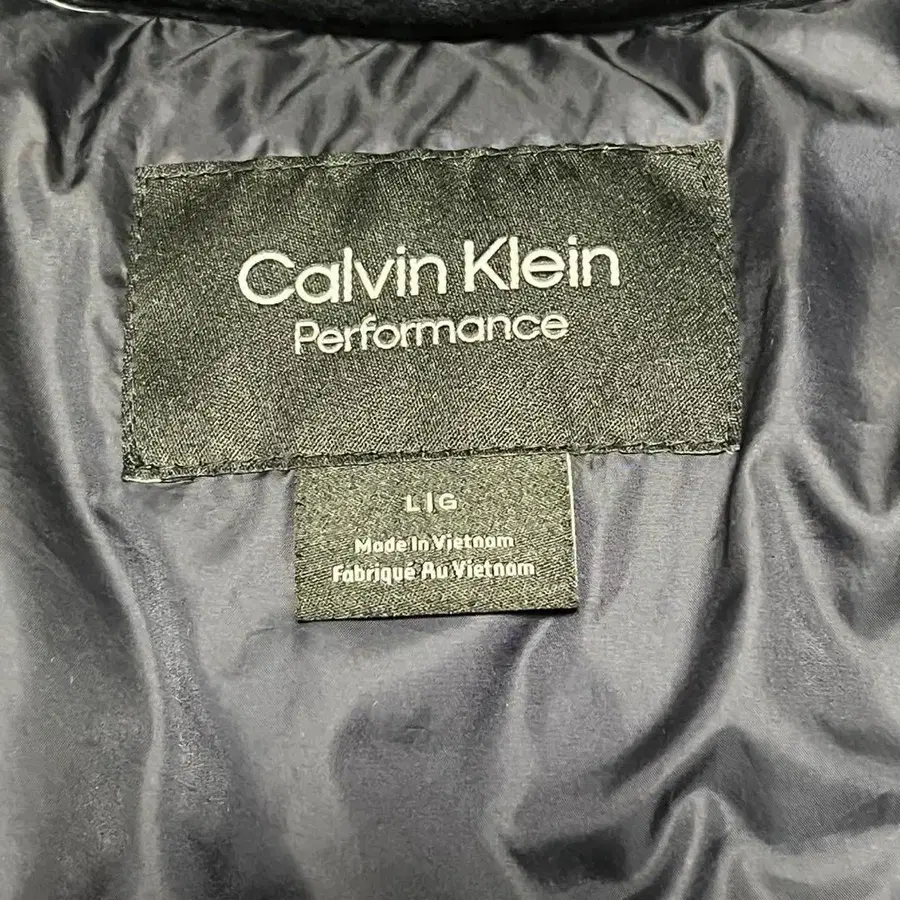 Calvin Klein
Performance
L|G
Made In Vietnam
Fabriqué Au Vietnam